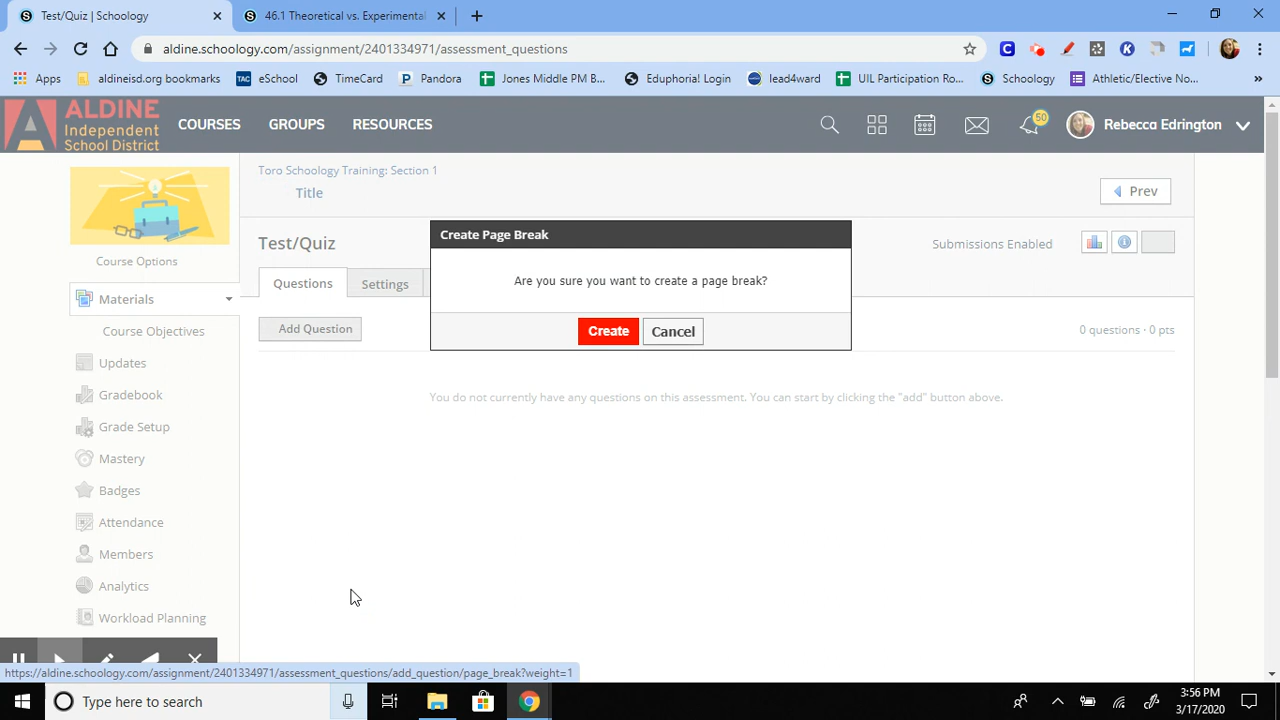 Test/Quiz | Schoology
46.1 Theoretical vs. Experimental
aldine.schoology.com/assignment/2401334971/assessment_questions
Apps
aldineisd.org bookmarks
TAC
eSchool
TimeCard
Pandora
Jones Middle PM B...
Eduphoria! Login
lead4ward
UIL Participation Ro...
Schoology
Athletic/Elective No...
»
ALDINE
Independent
School District
COURSES
GROUPS
RESOURCES
50
Rebecca Edrington
Toro Schoology Training: Section 1
Title
Prev
Course Options
Test/Quiz
Submissions Enabled
Create Page Break
Are you sure you want to create a page break?
Create
Cancel
Questions
Settings
Add Question
0 questions · 0 pts
You do not currently have any questions on this assessment. You can start by clicking the "add" button above.
Materials
Course Objectives
Updates
Gradebook
Grade Setup
Mastery
Badges
Attendance
Members
Analytics
Workload Planning
https://aldine.schoology.com/assignment/2401334971/assessment_questions/add_question/page_break?weight=1
Type here to search
3:56 PM
3/17/2020